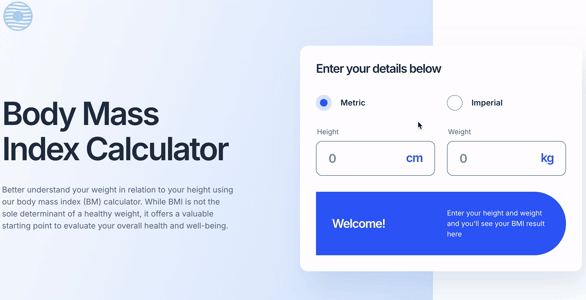 Body Mass
Index Calculator
Better understand your weight in relation to your height using
our body mass index (BM) calculator. While BMI is not the
sole determinant of a healthy weight, it offers a valuable
starting point to evaluate your overall health and well-being.
Enter your details below
Metric
Imperial
Height
Weight
0 cm
0 kg
Welcome!
Enter your height and weight
and you'll see your BMI result
here